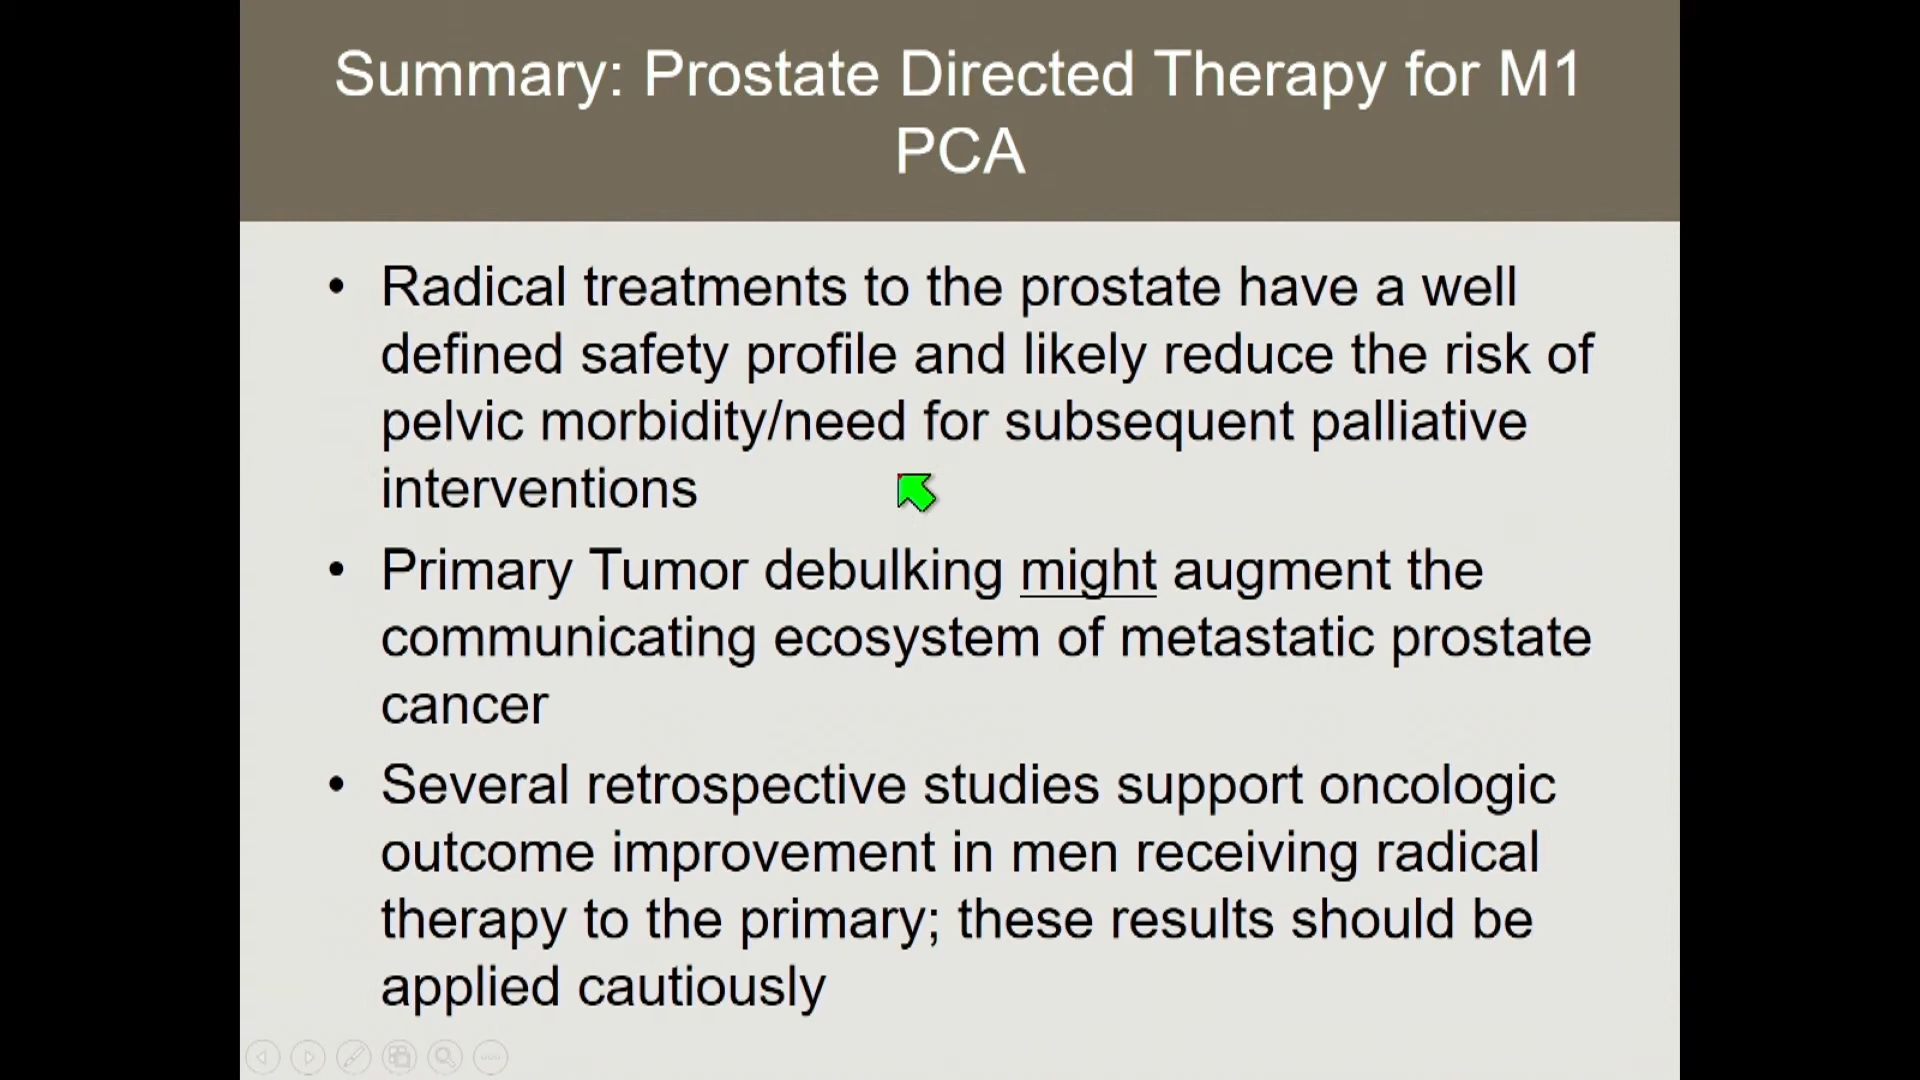 Summary: Prostate Directed Therapy for M1
PCA
• Radical treatments to the prostate have a well
defined safety profile and likely reduce the risk of
pelvic morbidity/need for subsequent palliative
interventions
• Primary Tumor debulking might augment the
communicating ecosystem of metastatic prostate
cancer
• Several retrospective studies support oncologic
outcome improvement in men receiving radical
therapy to the primary; these results should be
applied cautiously